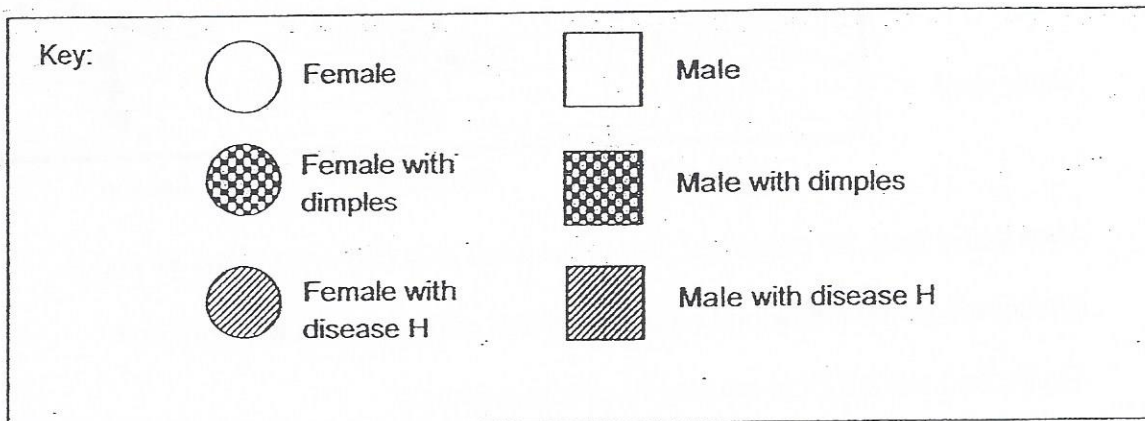 Key:
Female
Male
Female with
dimples
Male with dimples
Female with
disease H
Male with disease H